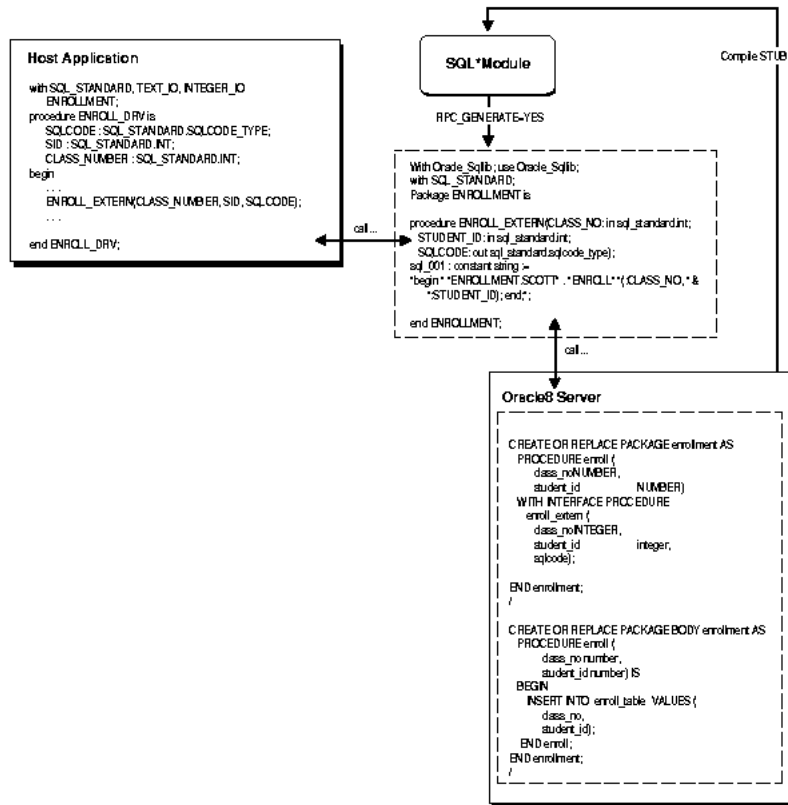 Host Application
with SQL_STANDARD, TEXT_IO, INTEGER_IO
ENROLLMENT;
procedure ENROLL_DRV is
SQLCODE : SQL_STANDARD.SQLCODE_TYPE;
SID : SQL_STANDARD.INT;
CLASS_NUMBER : SQL_STANDARD.INT;
begin
. . .
ENROLL_EXTERN(CLASS_NUMBER, SID, SQLCODE);
. . .
end ENROLL_DRV;
call...
SQL*Module
Compile STUB
RPC_GENERATE=YES
With Oracle_Sqllib; use Oracle_Sqllib;
with SQL_STANDARD;
Package ENROLLMENT is
procedure ENROLL_EXTERN(CLASS_NO: in sql_standard.int;
STUDENT_ID: in sql_standard.int;
SQLCODE: out sql_standard.sqlcode_type);
sql_001 : constant string :=
"begin" "ENROLLMENT.SCOTT" . "ENROLL" "(:CLASS_NO, " &
":STUDENT_ID); end;";
end ENROLLMENT;
call...
Oracle8 Server
CREATE OR REPLACE PACKAGE enrollment AS
PROCEDURE enroll (
class_noNUMBER,
student_id NUMBER)
WITH INTERFACE PROCEDURE
enroll_extern (
class_noINTEGER,
student_id integer,
sqlcode);
END enrollment;
/
CREATE OR REPLACE PACKAGE BODY enrollment AS
PROCEDURE enroll (
class_no number,
student_id number) IS
BEGIN
INSERT INTO enroll_table VALUES (
class_no,
student_id);
END enroll;
END enrollment;
/